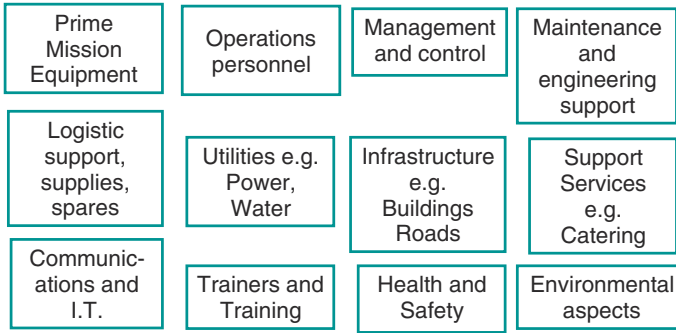 Prime
Mission
Equipment
Operations
personnel
Management
and control
Maintenance
and
engineering
support
Logistic
support,
supplies,
spares
Utilities e.g.
Power,
Water
Infrastructure
e.g.
Buildings
Roads
Support
Services
e.g.
Catering
Communic-
ations and
I.T.
Trainers and
Training
Health and
Safety
Environmental
aspects